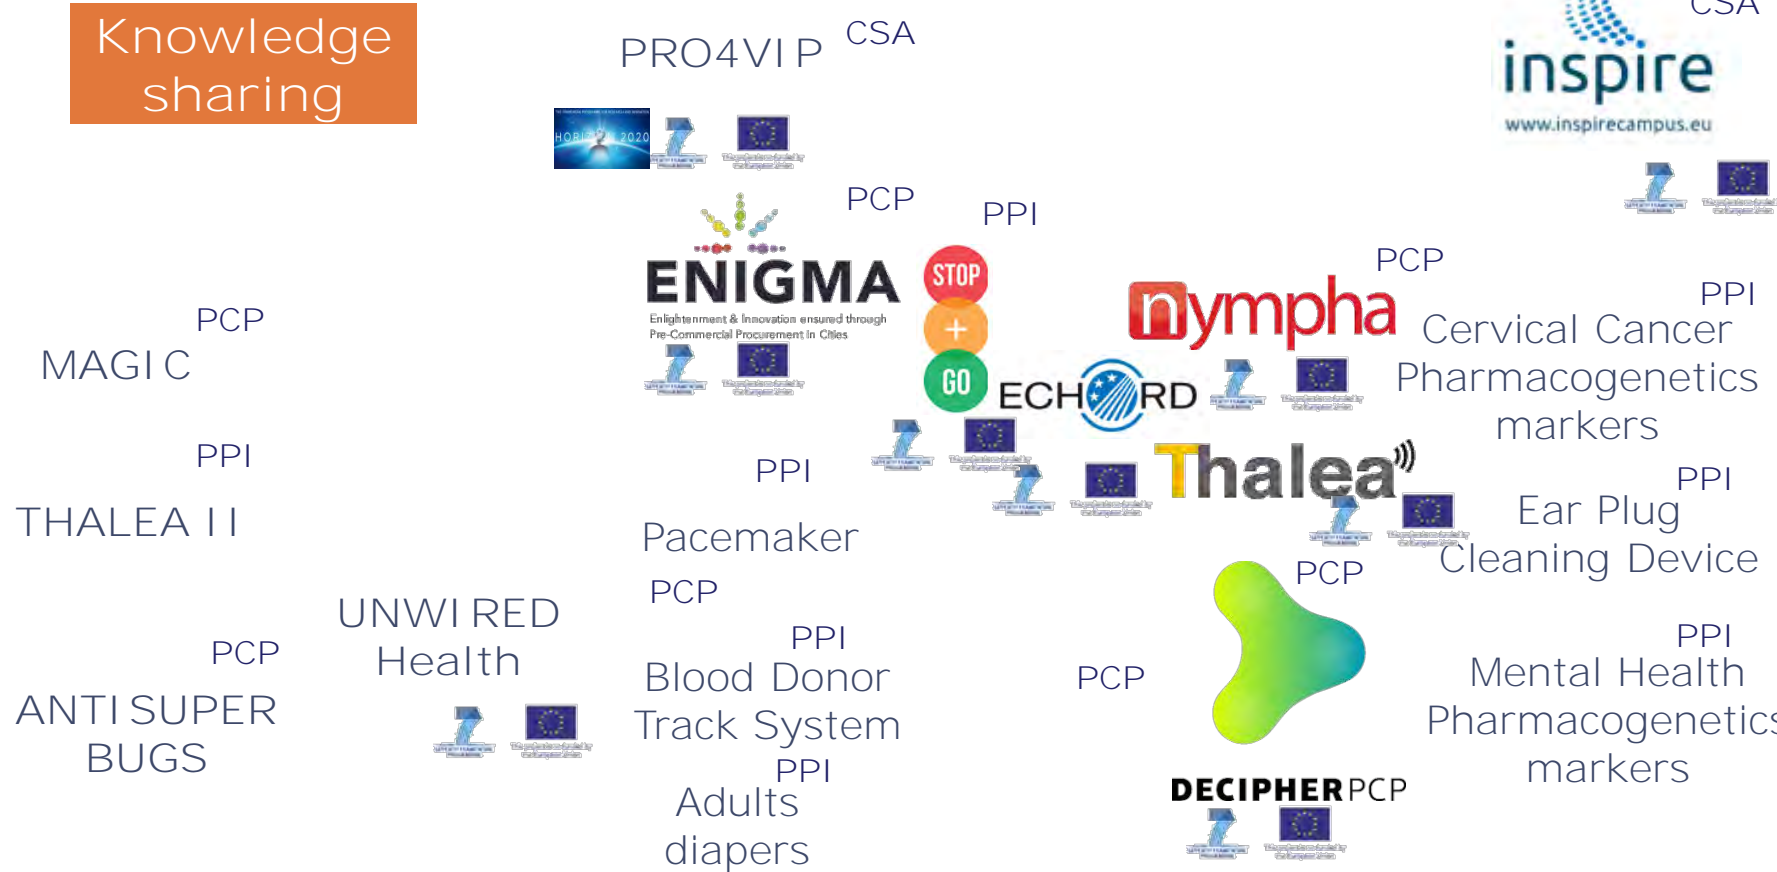 Knowledge
sharing
PRO4VIP
CSA
CSA
inspire
www.inspirecampus.eu
HORIZON 2020
PCP
PPI
ENIGMA
Enlightenment & Innovation ensured through
Pre-Commercial Procurement in Cities
STOP
+
GO
PCP
nympha
PPI
Cervical Cancer
Pharmacogenetics
markers
PCP
MAGIC
ECHORD
PPI
THALEA II
PPI
Pacemaker
Thalea
PPI
Ear Plug
Cleaning Device
PCP
UNWIRED
Health
PCP
PCP
ANTISUPER
BUGS
PPI
Blood Donor
Track System
PCP
PPI
Mental Health
Pharmacogenetics
markers
PPI
Adults
diapers
DECIPHER PCP